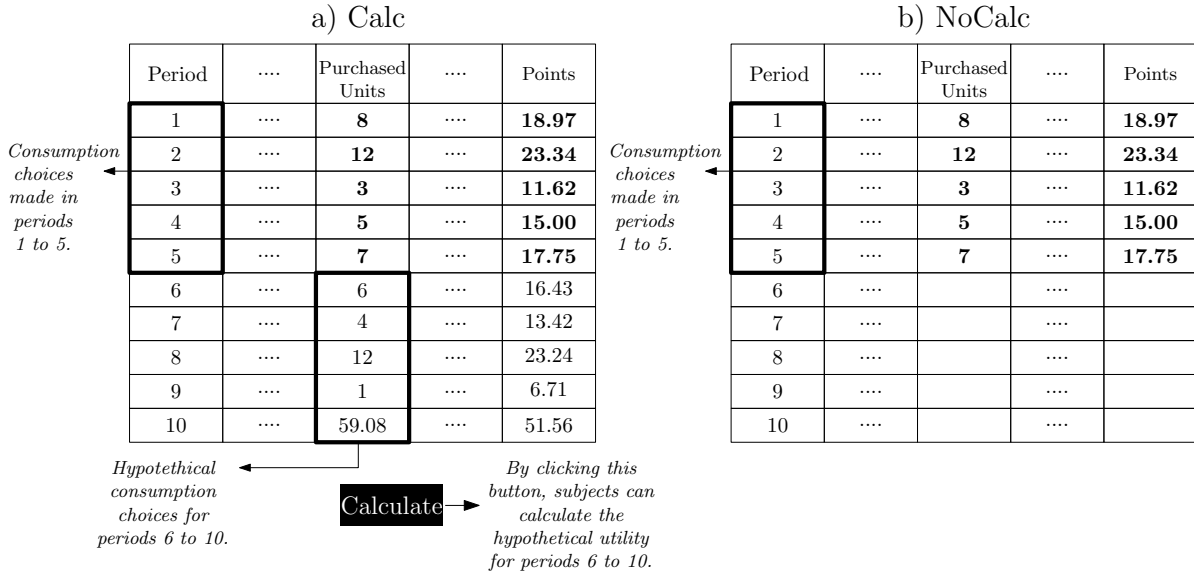 a) Calc
Period .... Purchased Units .... Points
1 .... 8 .... 18.97
2 .... 12 .... 23.34
3 .... 3 .... 11.62
4 .... 5 .... 15.00
5 .... 7 .... 17.75
6 .... 6 .... 16.43
7 .... 4 .... 13.42
8 .... 12 .... 23.24
9 .... 1 .... 6.71
10 .... 59.08 .... 51.56
Consumption
choices
made in
periods
1 to 5.
Hypotethical
consumption
choices for
periods 6 to 10.
Calculate
By clicking this
button, subjects can
calculate the
hypothetical utility
for periods 6 to 10.
b) NoCalc
Period .... Purchased Units .... Points
1 .... 8 .... 18.97
2 .... 12 .... 23.34
3 .... 3 .... 11.62
4 .... 5 .... 15.00
5 .... 7 .... 17.75
6 .... ....
7 .... ....
8 .... ....
9 .... ....
10 .... ....
Consumption
choices
made in
periods
1 to 5.